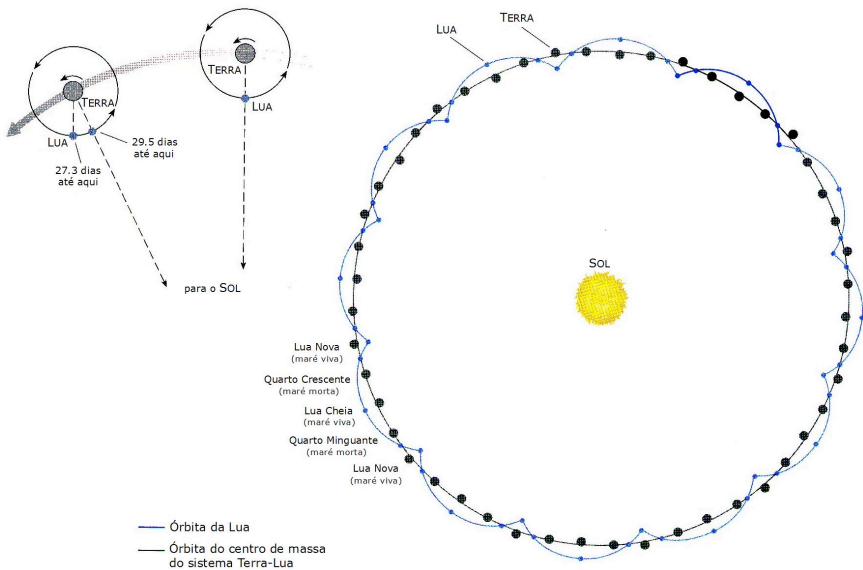 TERRA
LUA
TERRA
LUA
29.5 dias
até aqui
27.3 dias
até aqui
para o SOL
LUA
TERRA
SOL
Lua Nova
(maré viva)
Quarto Crescente
(maré morta)
Lua Cheia
(maré viva)
Quarto Minguante
(maré morta)
Lua Nova
(maré viva)
Órbita da Lua
Órbita do centro de massa
do sistema Terra-Lua